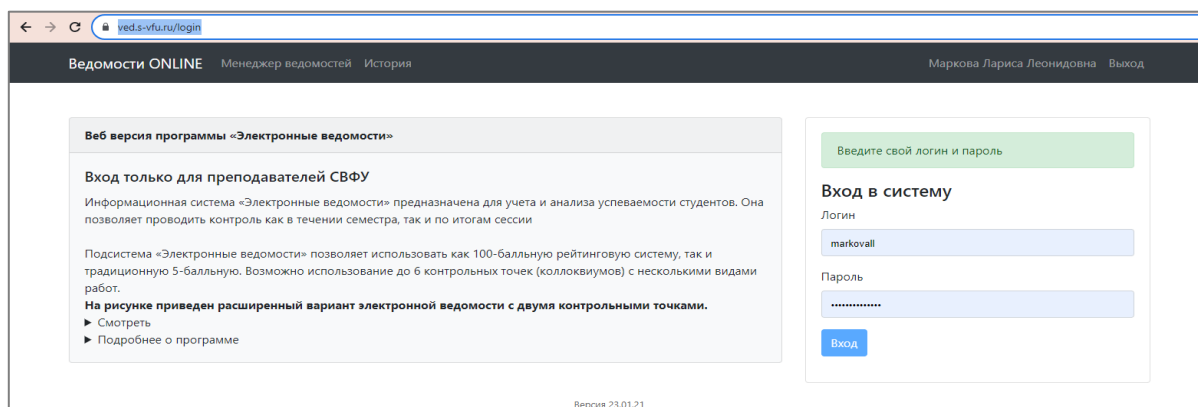 ved.s-vfu.ru/login
Ведомости ONLINE Менеджер ведомостей История Маркова Лариса Леонидовна Выход
Веб версия программы «Электронные ведомости»
Вход только для преподавателей СВФУ
Информационная система «Электронные ведомости» предназначена для учета и анализа успеваемости студентов. Она
позволяет проводить контроль как в течении семестра, так и по итогам сессии
Подсистема «Электронные ведомости» позволяет использовать как 100-балльную рейтинговую систему, так и
традиционную 5-балльную. Возможно использование до 6 контрольных точек (коллоквиумов) с несколькими видами
работ.
На рисунке приведен расширенный вариант электронной ведомости с двумя контрольными точками.
Смотреть
Подробнее о программе
Введите свой логин и пароль
Вход в систему
Логин
markovall
Пароль
Вход
Версия 23.01.21